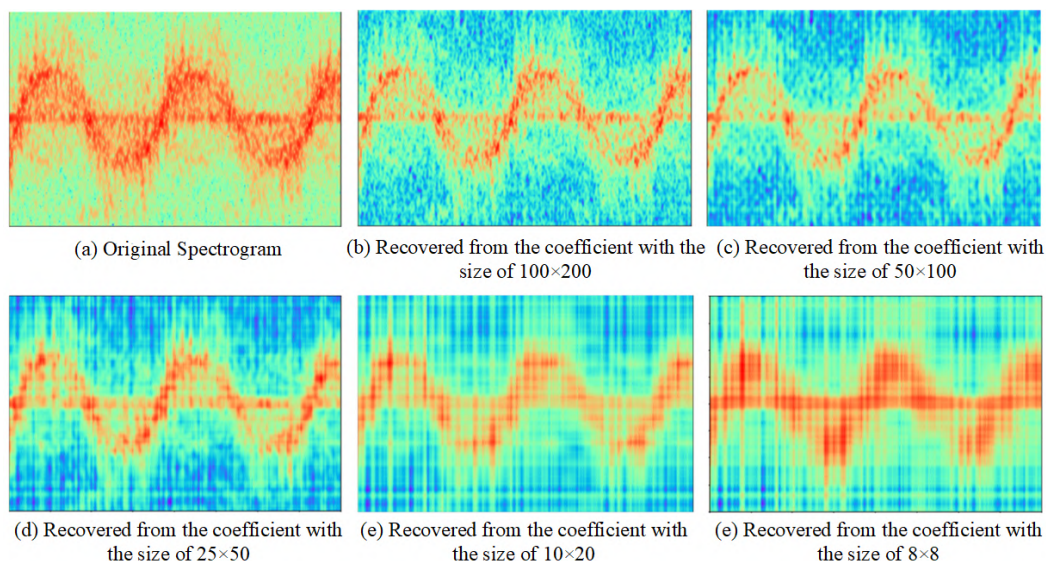 (a) Original Spectrogram
(b) Recovered from the coefficient with the
size of 100×200
(c) Recovered from the coefficient with
the size of 50×100
(d) Recovered from the coefficient with
the size of 25×50
(e) Recovered from the coefficient with
the size of 10×20
(e) Recovered from the coefficient with
the size of 8×8